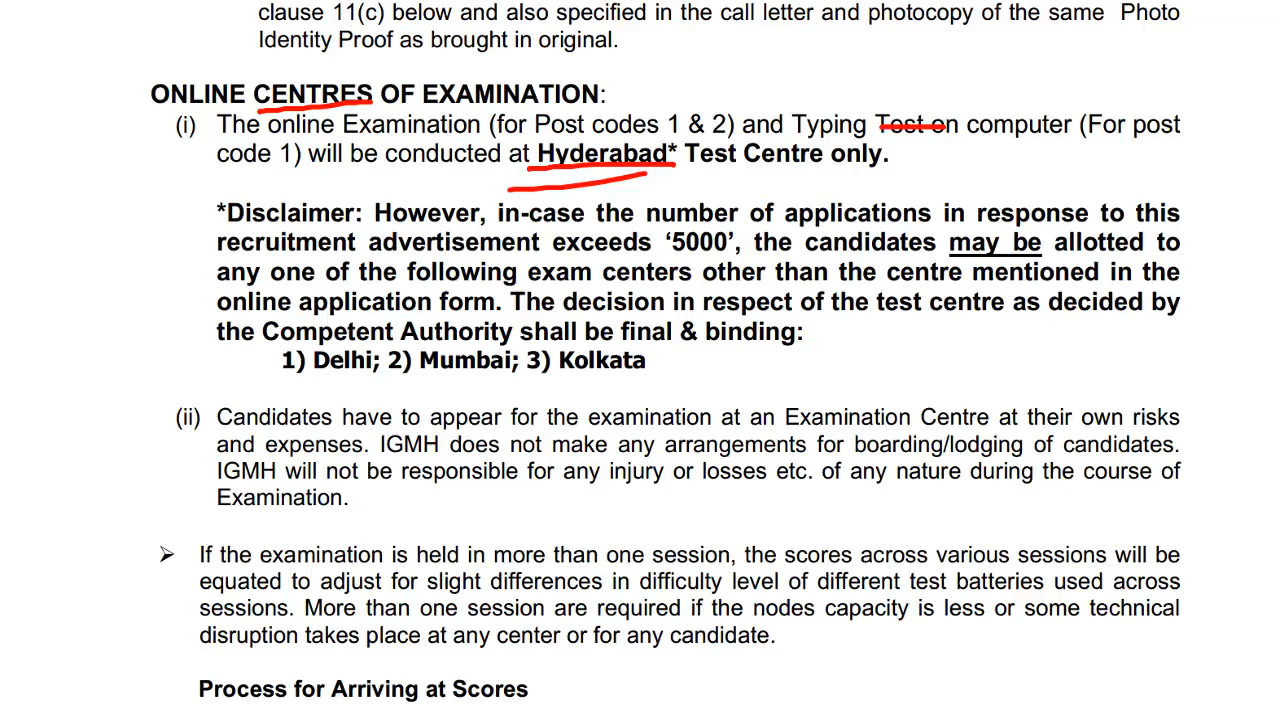 clause 11(c) below and also specified in the call letter and photocopy of the same Photo
Identity Proof as brought in original.
ONLINE CENTRES OF EXAMINATION:
(i) The online Examination (for Post codes 1 & 2) and Typing Test on computer (For post
code 1) will be conducted at Hyderabad* Test Centre only.
*Disclaimer: However, in-case the number of applications in response to this
recruitment advertisement exceeds ‘5000’, the candidates may be allotted to
any one of the following exam centers other than the centre mentioned in the
online application form. The decision in respect of the test centre as decided by
the Competent Authority shall be final & binding:
1) Delhi; 2) Mumbai; 3) Kolkata
(ii) Candidates have to appear for the examination at an Examination Centre at their own risks
and expenses. IGMH does not make any arrangements for boarding/lodging of candidates.
IGMH will not be responsible for any injury or losses etc. of any nature during the course of
Examination.
➢ If the examination is held in more than one session, the scores across various sessions will be
equated to adjust for slight differences in difficulty level of different test batteries used across
sessions. More than one session are required if the nodes capacity is less or some technical
disruption takes place at any center or for any candidate.
Process for Arriving at Scores